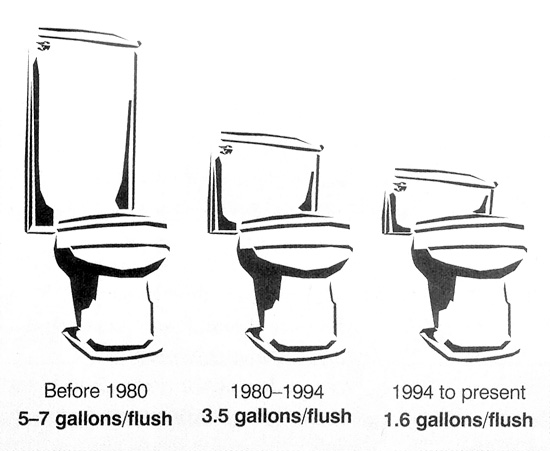 Before 1980
5–7 gallons/flush
1980–1994
3.5 gallons/flush
1994 to present
1.6 gallons/flush